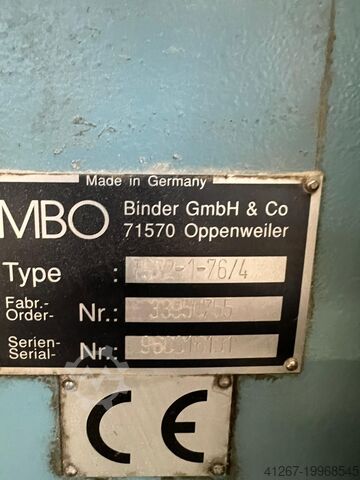 Made in Germany
MBO Binder GmbH & Co
71570 Oppenweiler
Type :
Fabr.-
Order- Nr.:
Serien-
Serial- Nr.:
CE
41267-19968545